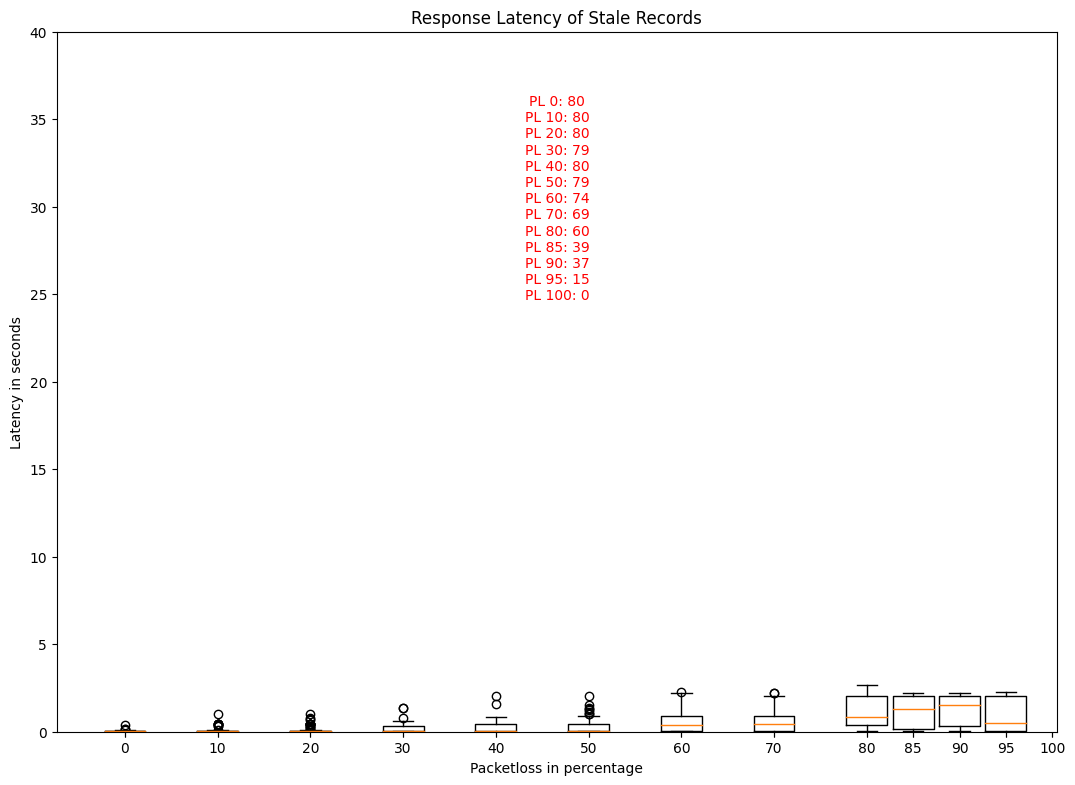 Response Latency of Stale Records
40
35
30
25
20
15
10
5
0
Latency in seconds
PL 0: 80
PL 10: 80
PL 20: 80
PL 30: 79
PL 40: 80
PL 50: 79
PL 60: 74
PL 70: 69
PL 80: 60
PL 85: 39
PL 90: 37
PL 95: 15
PL 100: 0
0 10 20 30 40 50 60 70 80 85 90 95 100
Packetloss in percentage